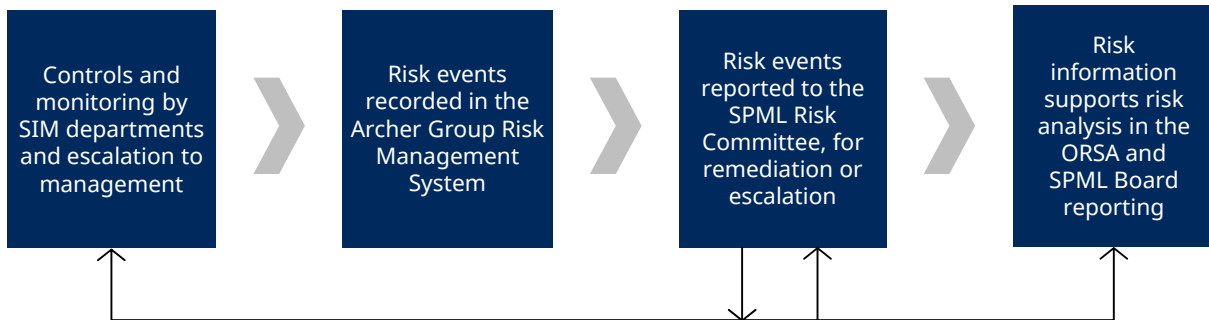 Controls and
monitoring by
SIM departments
and escalation to
management
Risk events
recorded in the
Archer Group Risk
Management
System
Risk events
reported to the
SPML Risk
Committee, for
remediation or
escalation
Risk
information
supports risk
analysis in the
ORSA and
SPML Board
reporting